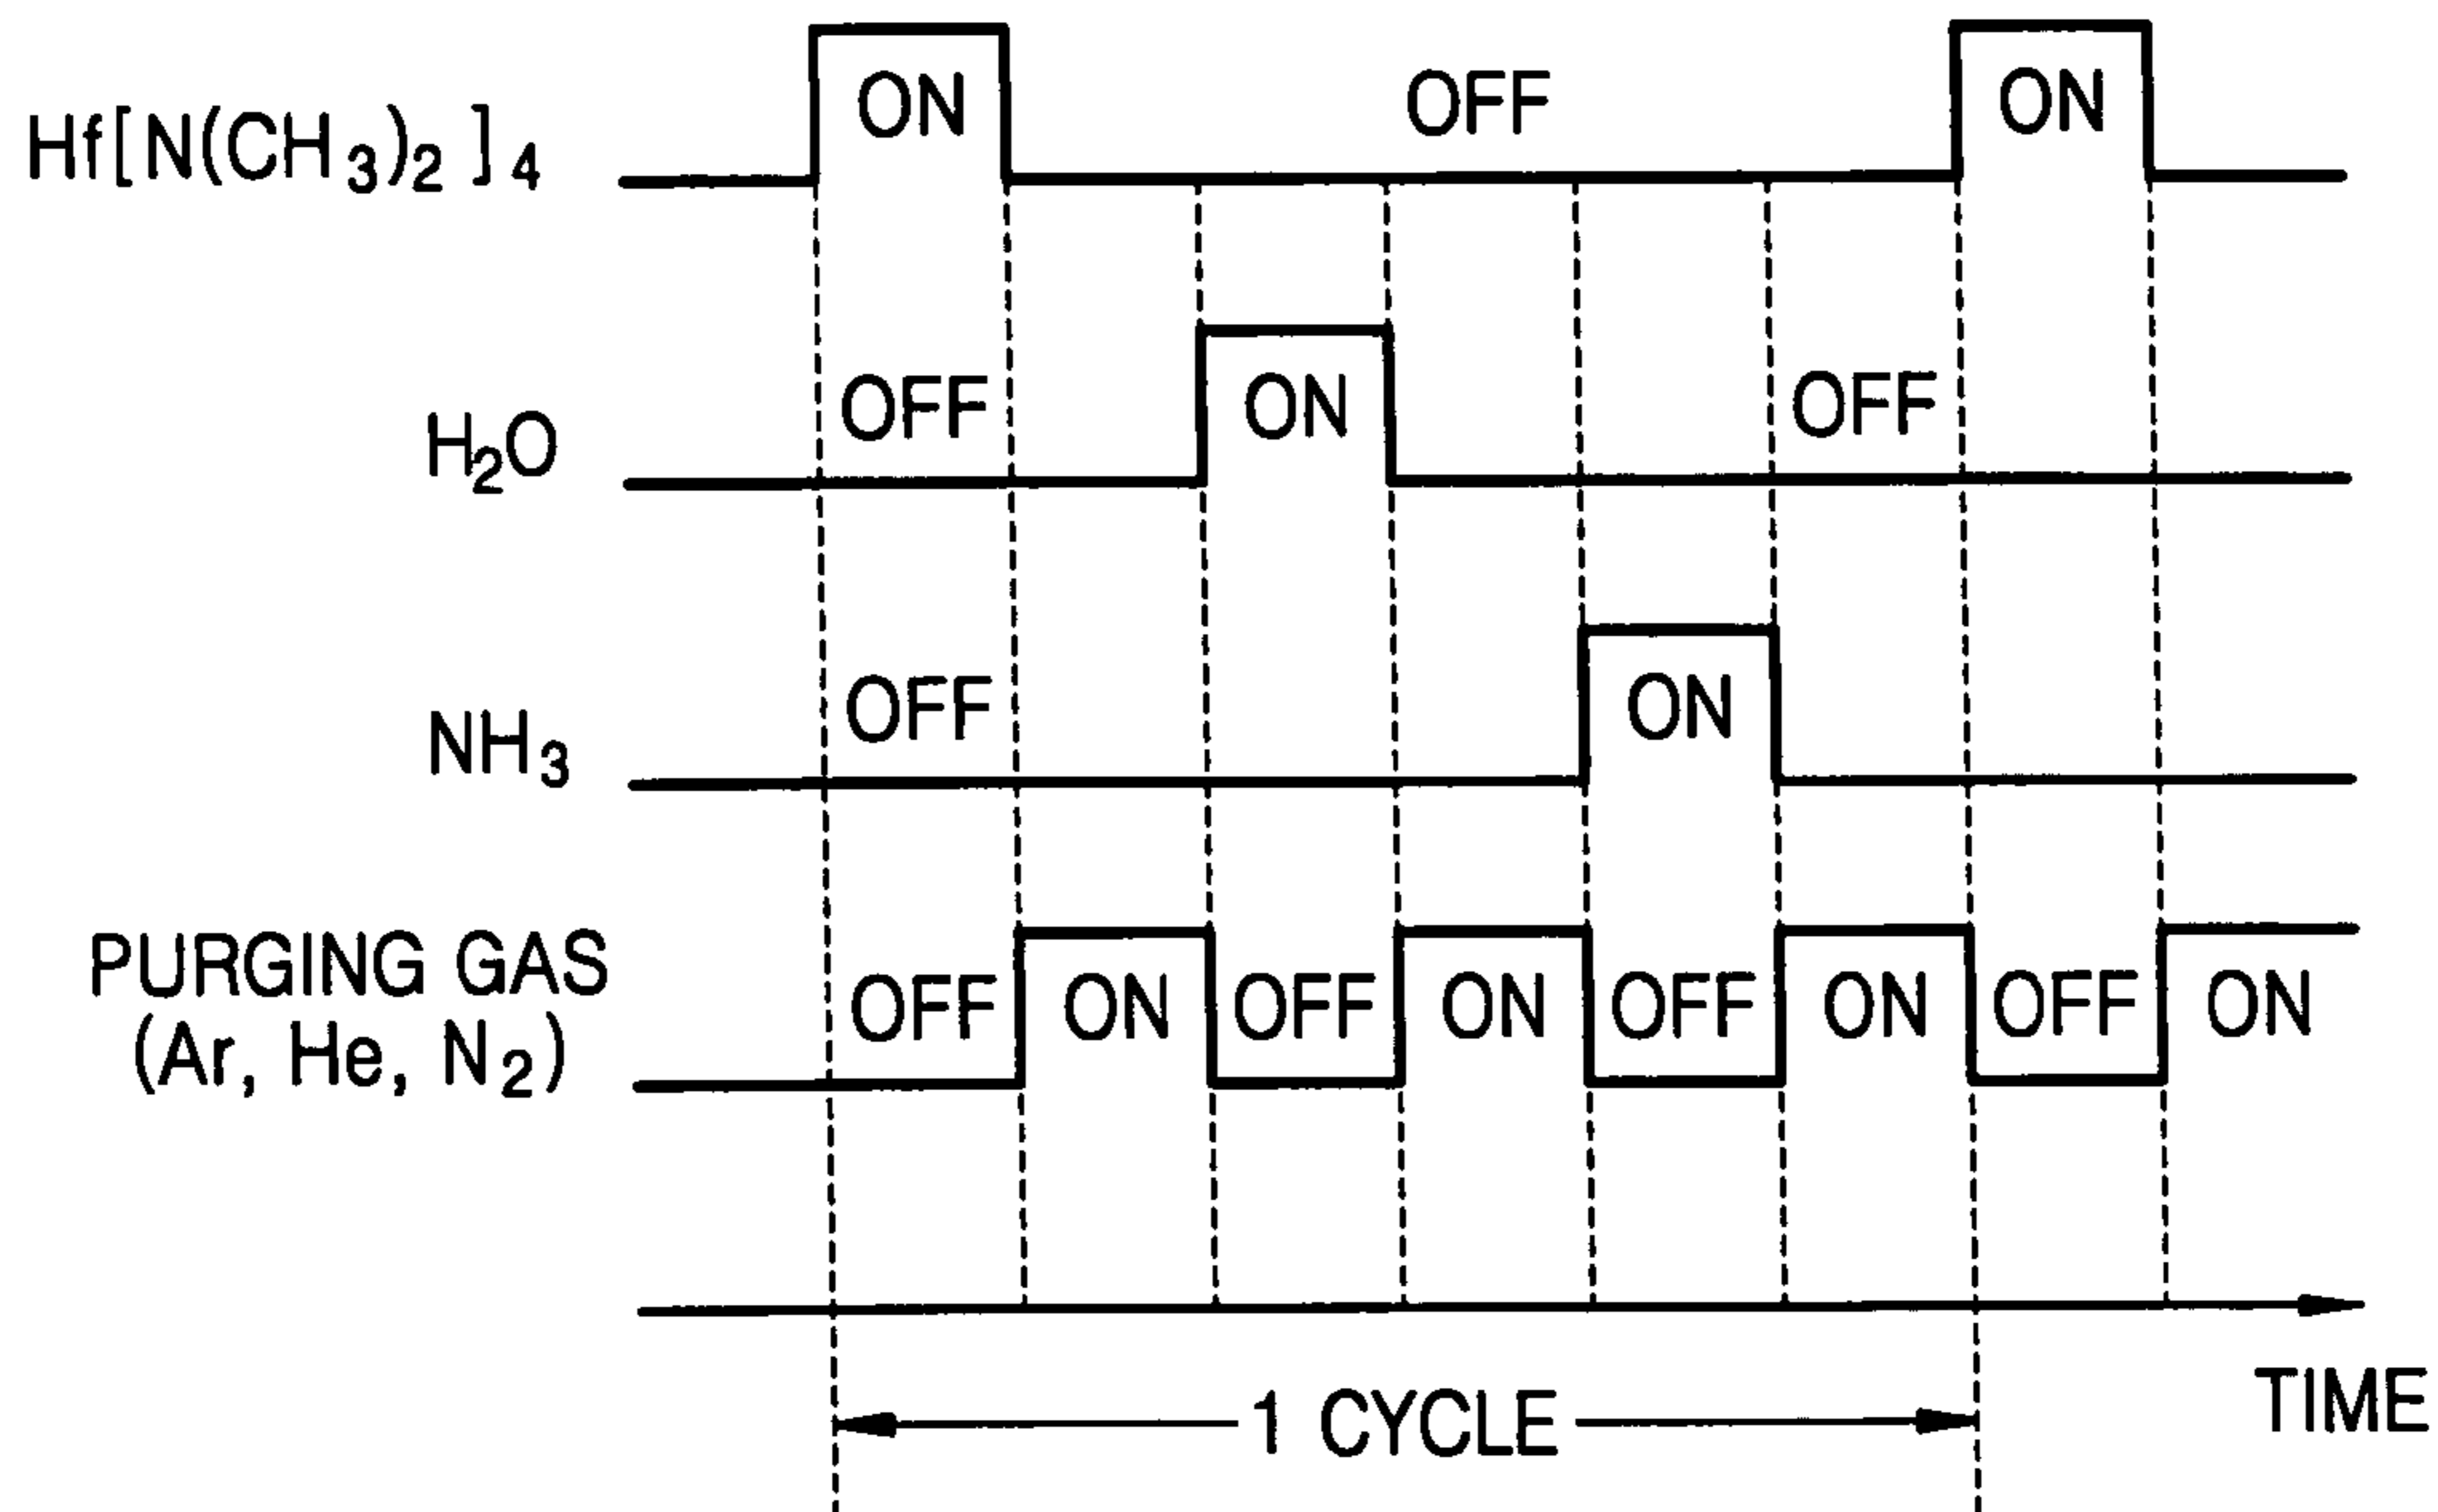 ON OFF ON
Hf[N(CH3)2]4
OFF ON OFF
H2O
OFF ON
NH3
PURGING GAS
(Ar, He, N2)
OFF ON OFF ON OFF ON OFF ON
TIME
1 CYCLE